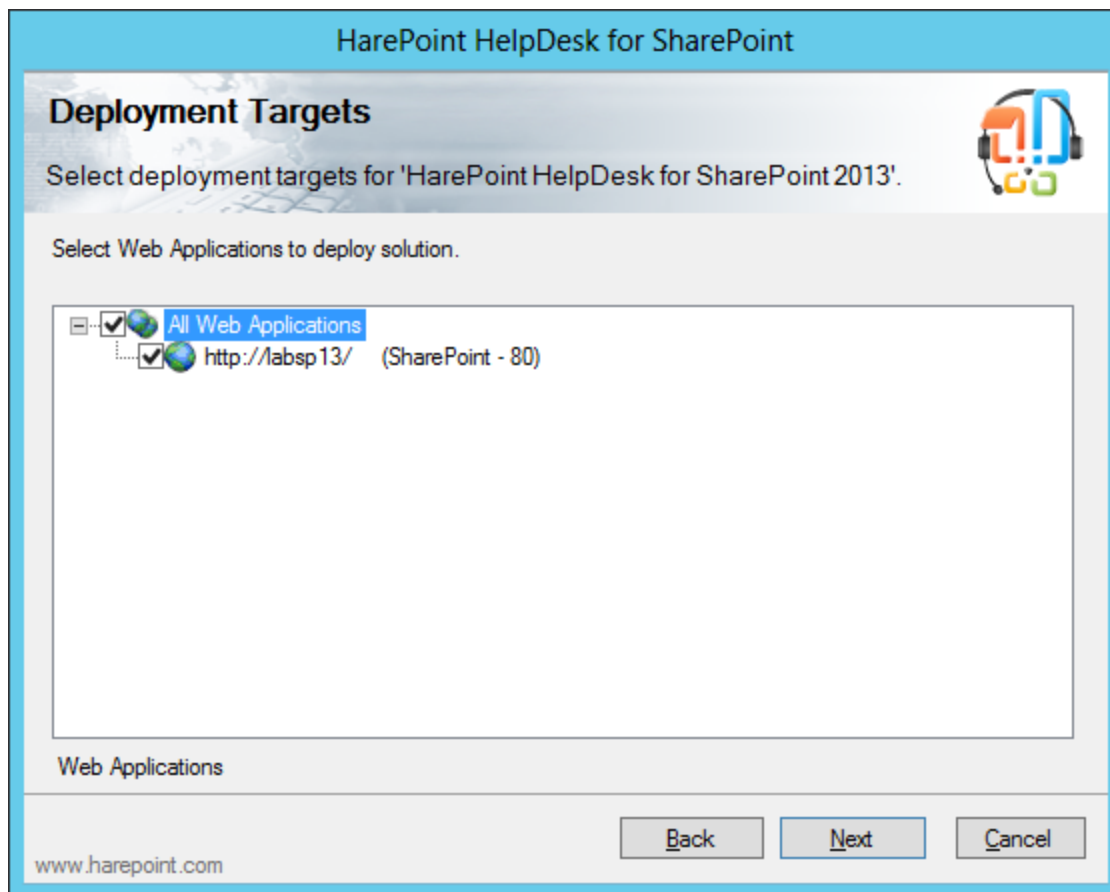 HarePoint HelpDesk for SharePoint
Deployment Targets
Select deployment targets for 'HarePoint HelpDesk for SharePoint 2013'.
Select Web Applications to deploy solution.
All Web Applications
http://labsp13/ (SharePoint - 80)
Web Applications
Back Next Cancel
www.harepoint.com